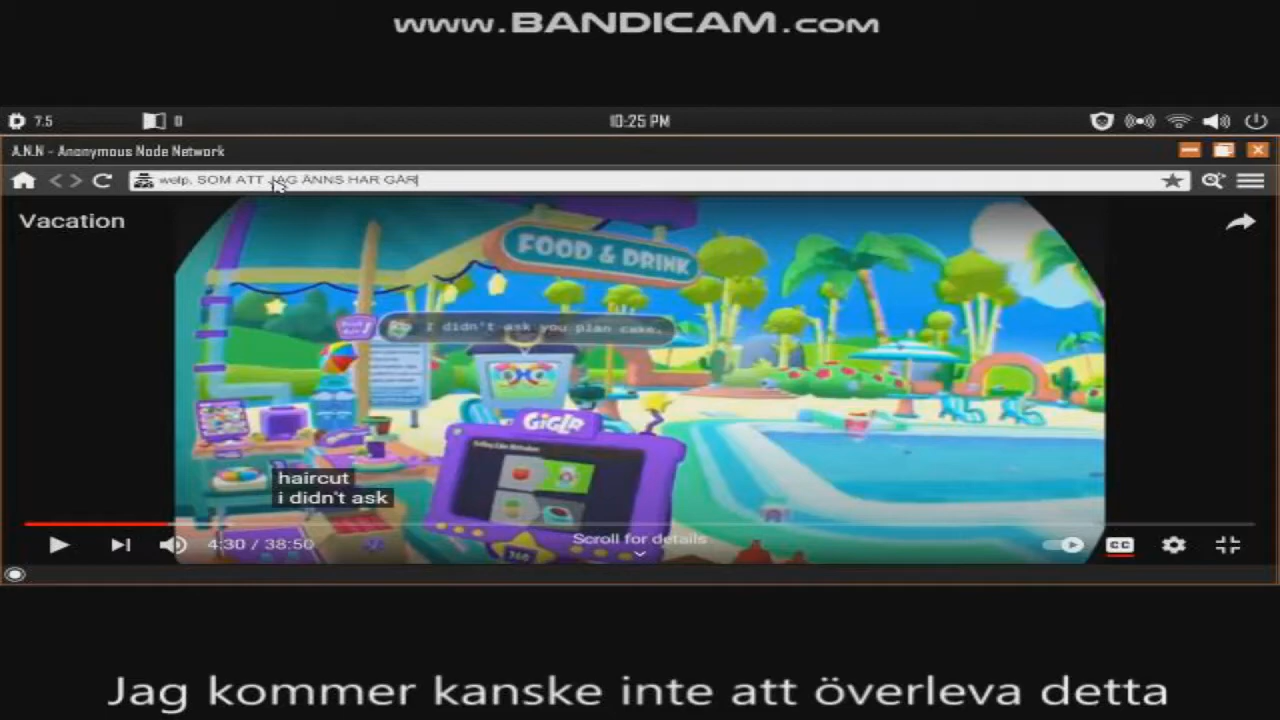 www.BANDICAM.com
7.5
0
10:25 PM
A.N.N - Anonymous Node Network
welp. SOM ATT JAG ÄNNS HAR GÅR
Vacation
FOOD & DRINK
I didn't ask you plan cake.
GIGLR
haircut
i didn't ask
360
4:30 / 38:50
Scroll for details
CC
Jag kommer kanske inte att överleva detta